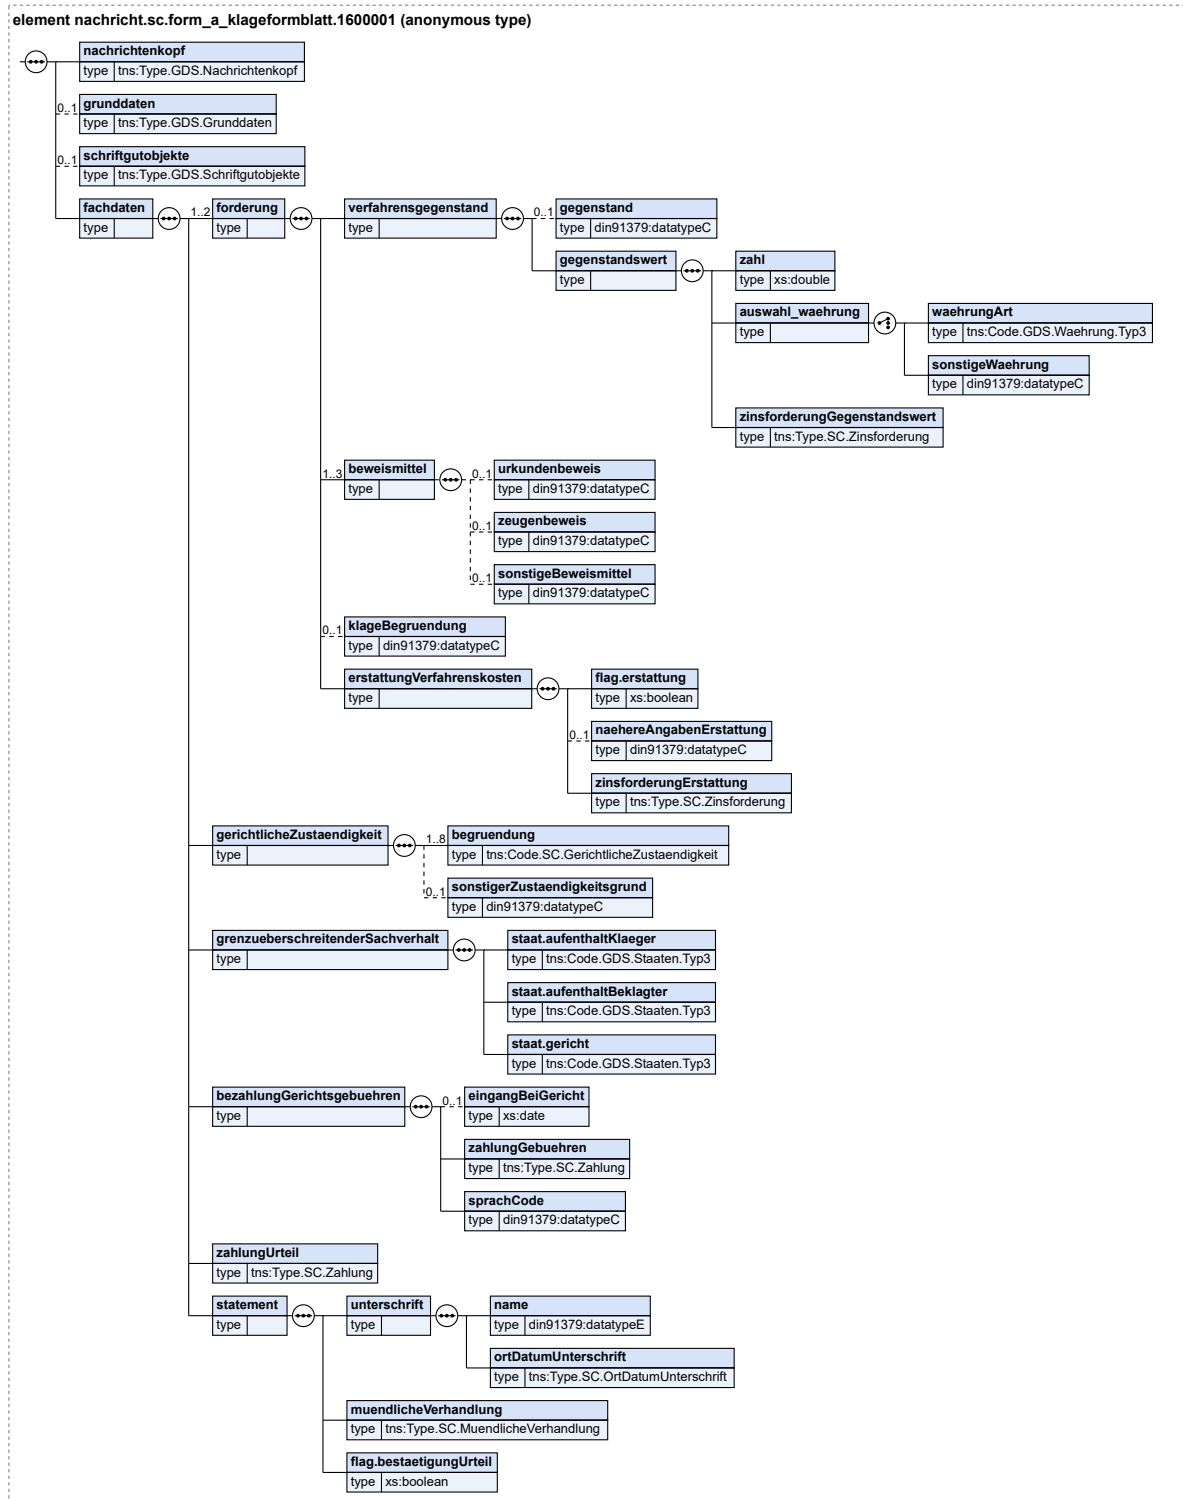 element nachricht.sc.form_a_klageformblatt.1600001 (anonymous type)
nachrichtenkopf
type tns:Type.GDS.Nachrichtenkopf
0..1 grunddaten
type tns:Type.GDS.Grunddaten
0..1 schriftgutobjekte
type tns:Type.GDS.Schriftgutobjekte
fachdaten
type
1..2 forderung
type
verfahrensgegenstand
type
0..1 gegenstand
type din91379:datatypeC
gegenstandswert
type
zahl
type xs:double
auswahl_waehrung
type
waehrungArt
type tns:Code.GDS.Waehrung.Typ3
sonstigeWaehrung
type din91379:datatypeC
zinsforderungGegenstandswert
type tns:Type.SC.Zinsforderung
1..3 beweismittel
type
0..1 urkundenbeweis
type din91379:datatypeC
0..1 zeugenbeweis
type din91379:datatypeC
0..1 sonstigeBeweismittel
type din91379:datatypeC
0..1 klageBegruendung
type din91379:datatypeC
erstattungVerfahrenskosten
type
flag.erstattung
type xs:boolean
0..1 naehereAngabenErstattung
type din91379:datatypeC
zinsforderungErstattung
type tns:Type.SC.Zinsforderung
gerichtlicheZustaendigkeit
type
1..8 begruendung
type tns:Code.SC.GerichtlicheZustaendigkeit
0..1 sonstigerZustaendigkeitsgrund
type din91379:datatypeC
grenzueberschreitenderSachverhalt
type
staat.aufenthaltKlaeger
type tns:Code.GDS.Staaten.Typ3
staat.aufenthaltBeklagter
type tns:Code.GDS.Staaten.Typ3
staat.gericht
type tns:Code.GDS.Staaten.Typ3
bezahlungGerichtsgebuehren
type
0..1 eingangBeiGericht
type xs:date
zahlungGebuehren
type tns:Type.SC.Zahlung
sprachCode
type din91379:datatypeC
zahlungUrteil
type tns:Type.SC.Zahlung
statement
type
unterschrift
type
name
type din91379:datatypeE
ortDatumUnterschrift
type tns:Type.SC.OrtDatumUnterschrift
muendlicheVerhandlung
type tns:Type.SC.MuendlicheVerhandlung
flag.bestaetigungUrteil
type xs:boolean